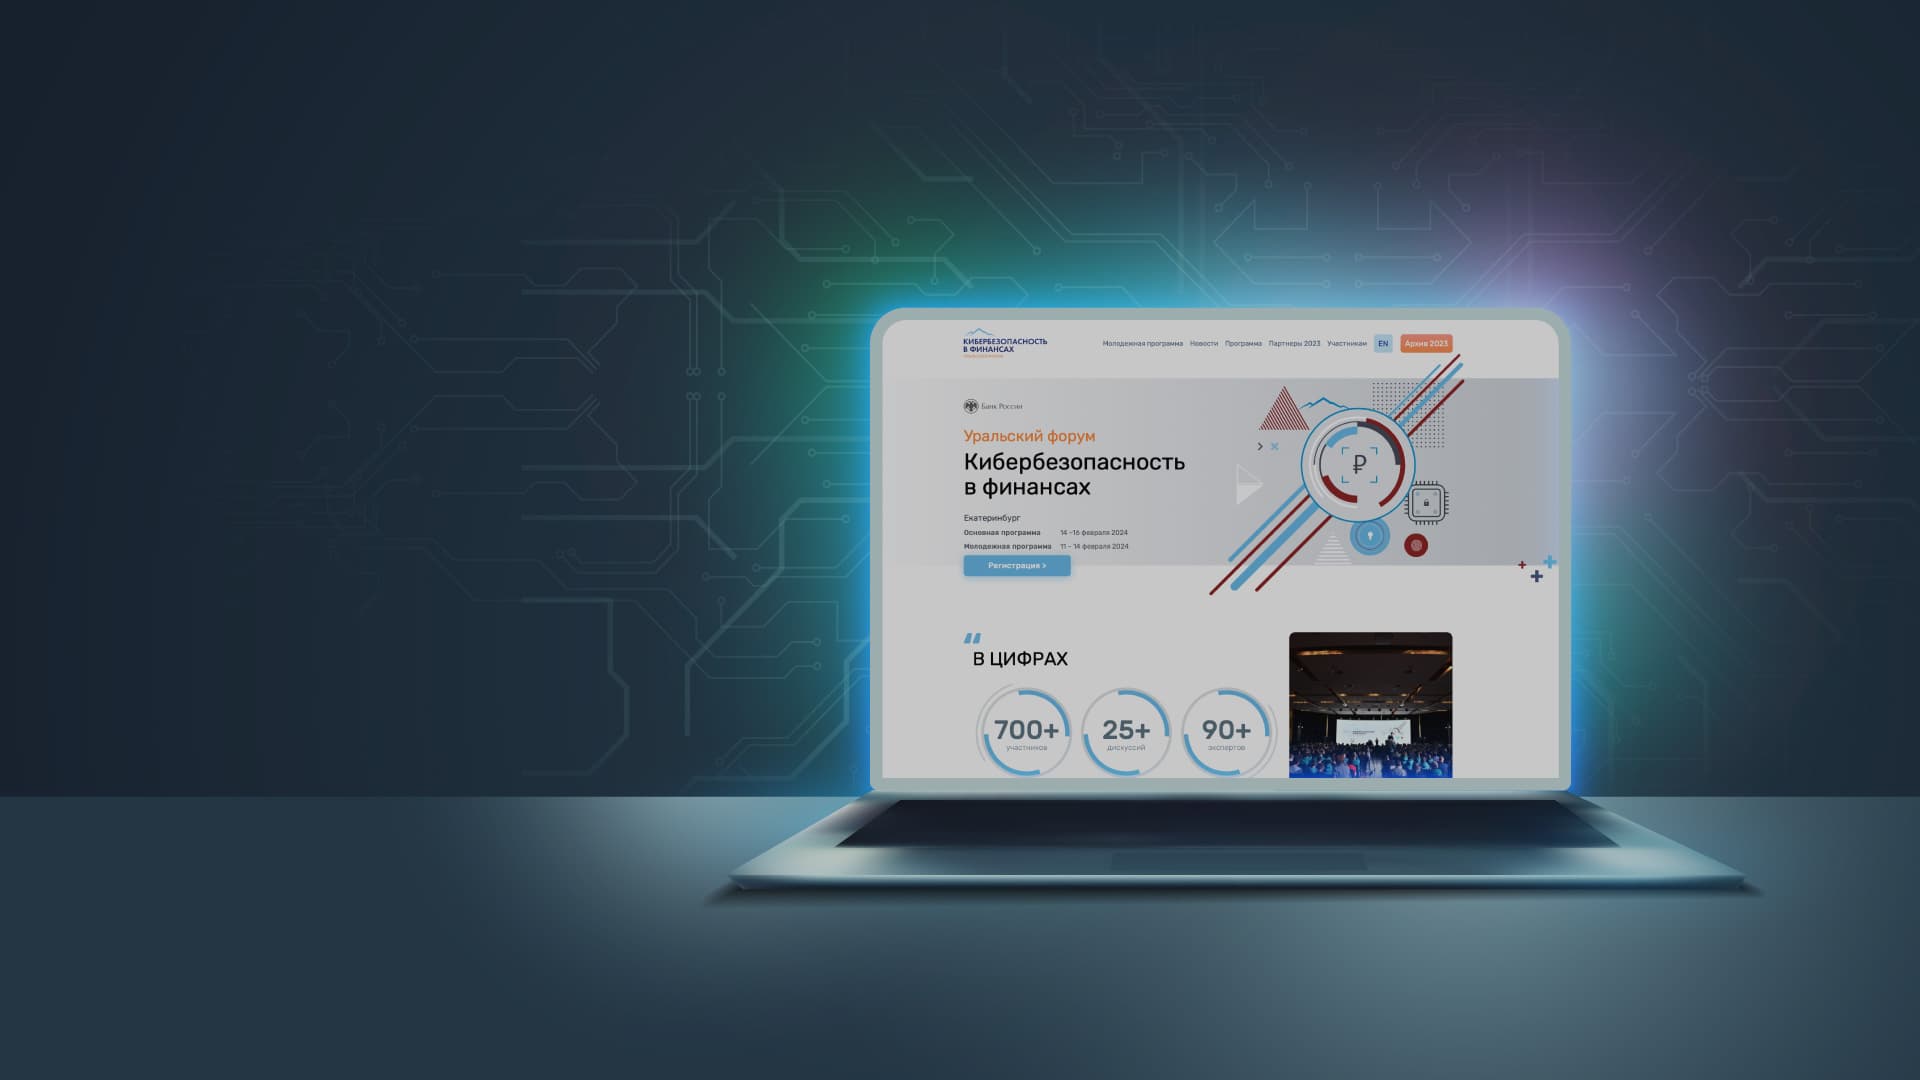 КИБЕРБЕЗОПАСНОСТЬ
В ФИНАНСАХ
Молодежная программа Новости Программа Партнеры 2023 Участникам EN Архив 2023
Банк России
Уральский форум
Кибербезопасность
в финансах
₽
Екатеринбург
Основная программа 14 -16 февраля 2024
Молодежная программа 11 - 14 февраля 2024
Регистрация >
В ЦИФРАХ
700+ 25+ 90+
участников дискуссий экспертов